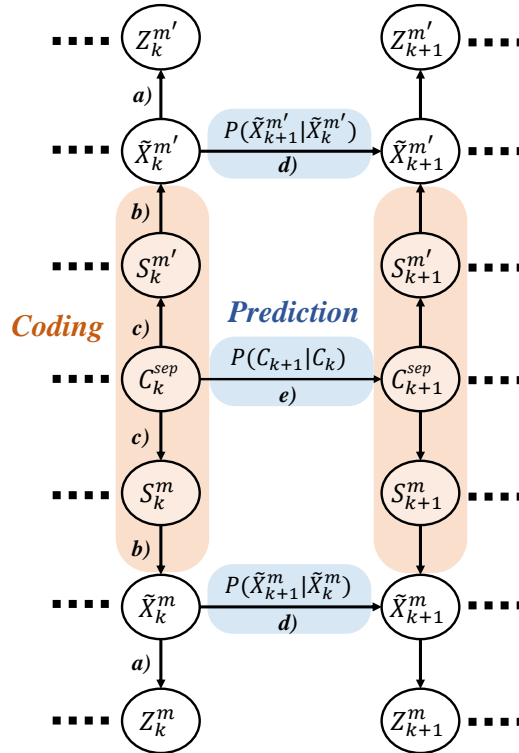 Z_k^{m'} Z_{k+1}^{m'}
a)
P(X̃_{k+1}^{m'}|X̃_k^{m'})
X̃_k^{m'} X̃_{k+1}^{m'}
d)
b)
S_k^{m'} S_{k+1}^{m'}
Coding Prediction
c)
P(C_{k+1}|C_k)
C_k^{sep} C_{k+1}^{sep}
e)
c)
S_k^m S_{k+1}^m
b)
P(X̃_{k+1}^m|X̃_k^m)
X̃_k^m X̃_{k+1}^m
d)
a)
Z_k^m Z_{k+1}^m